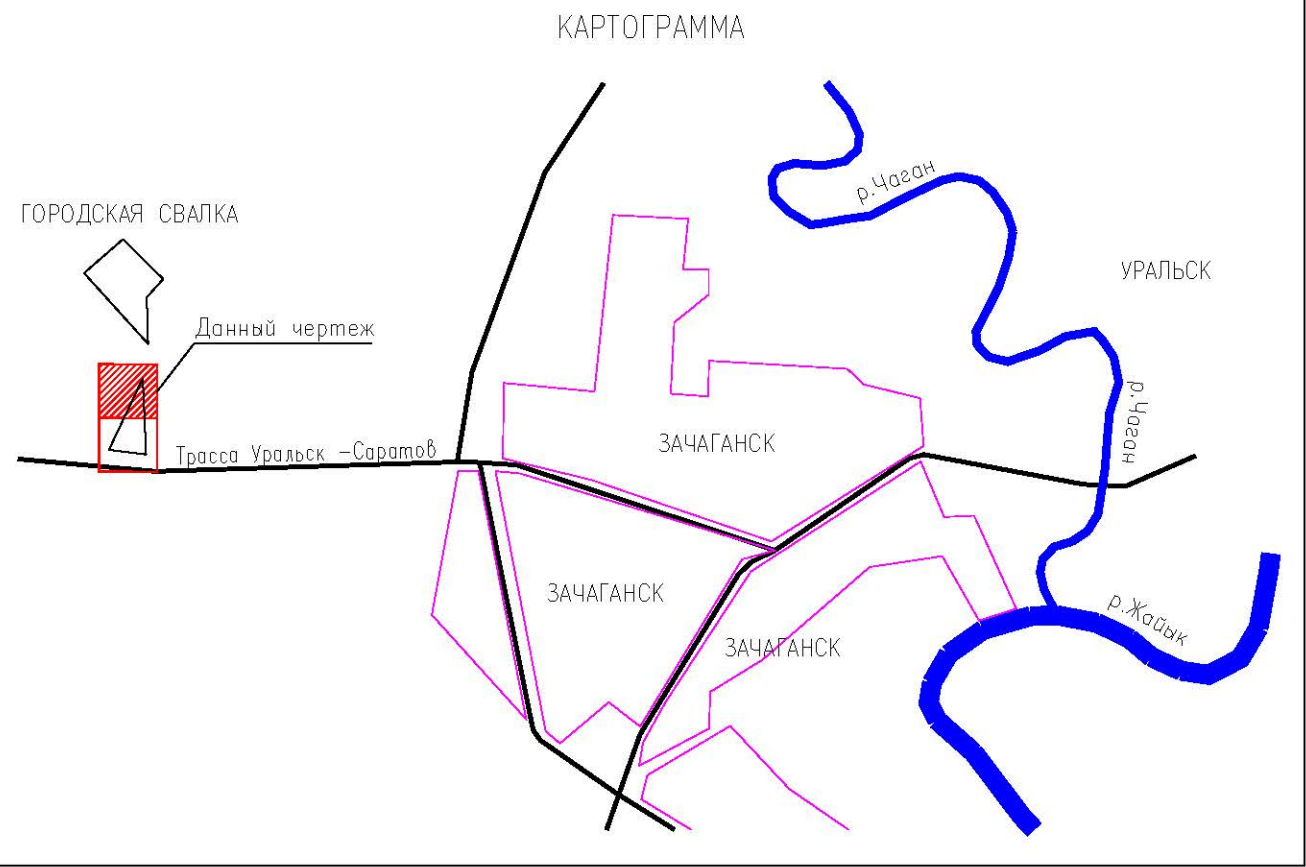 КАРТОГРАММА
р.Чаган
ГОРОДСКАЯ СВАЛКА
УРАЛЬСК
Данный чертеж
р.Чаган
Трасса Уральск –Саратов
ЗАЧАГАНСК
ЗАЧАГАНСК
р.Жайык
ЗАЧАГАНСК